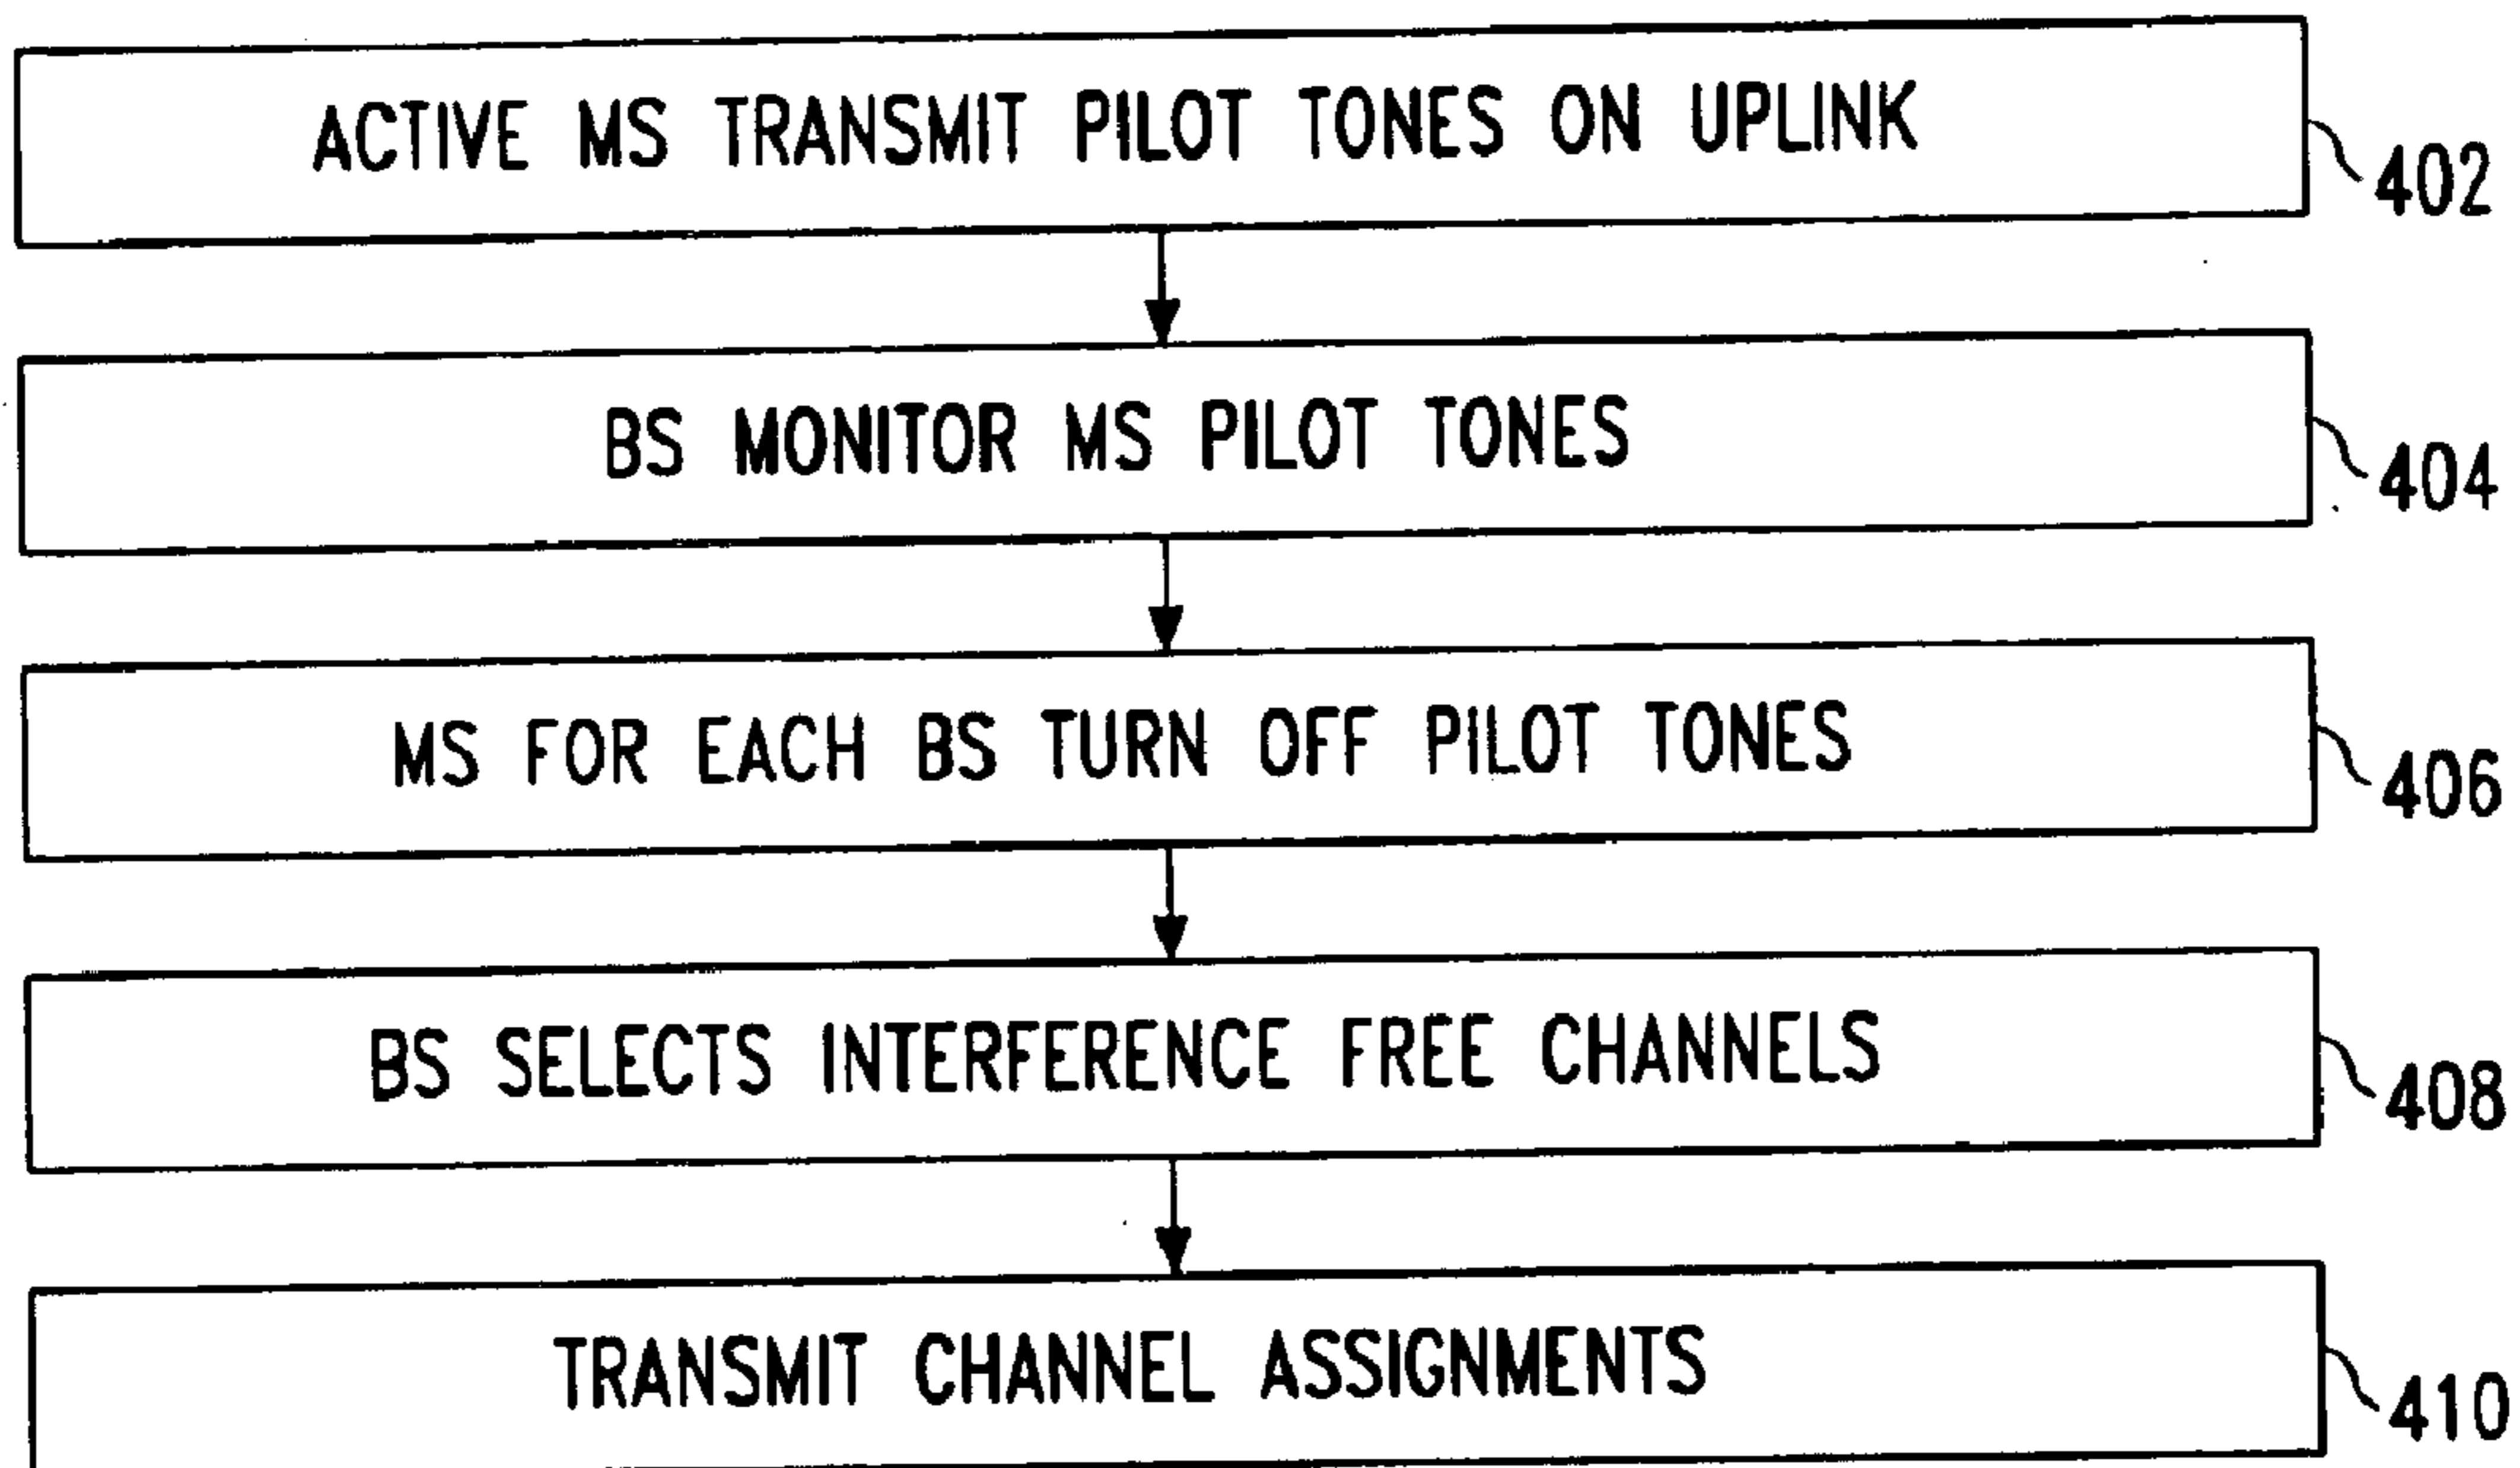 ACTIVE MS TRANSMIT PILOT TONES ON UPLINK
402
BS MONITOR MS PILOT TONES
404
MS FOR EACH BS TURN OFF PILOT TONES
406
BS SELECTS INTERFERENCE FREE CHANNELS
408
TRANSMIT CHANNEL ASSIGNMENTS
410